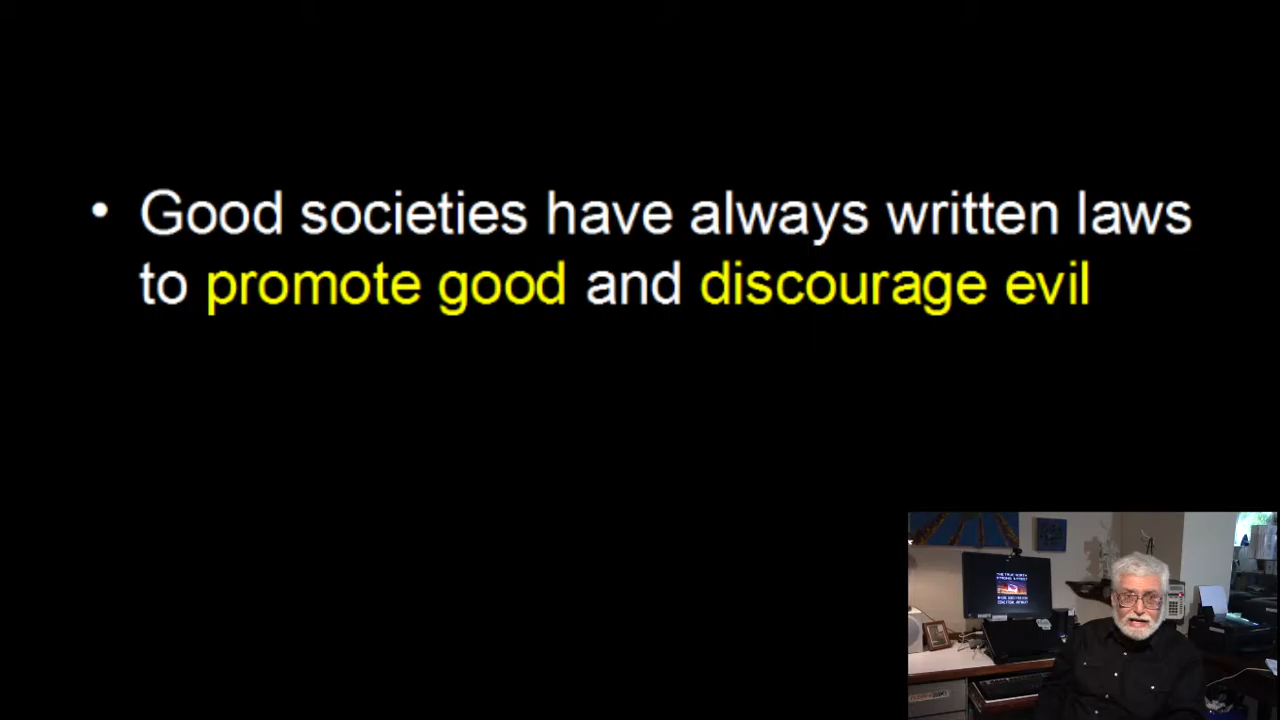 • Good societies have always written laws
to promote good and discourage evil